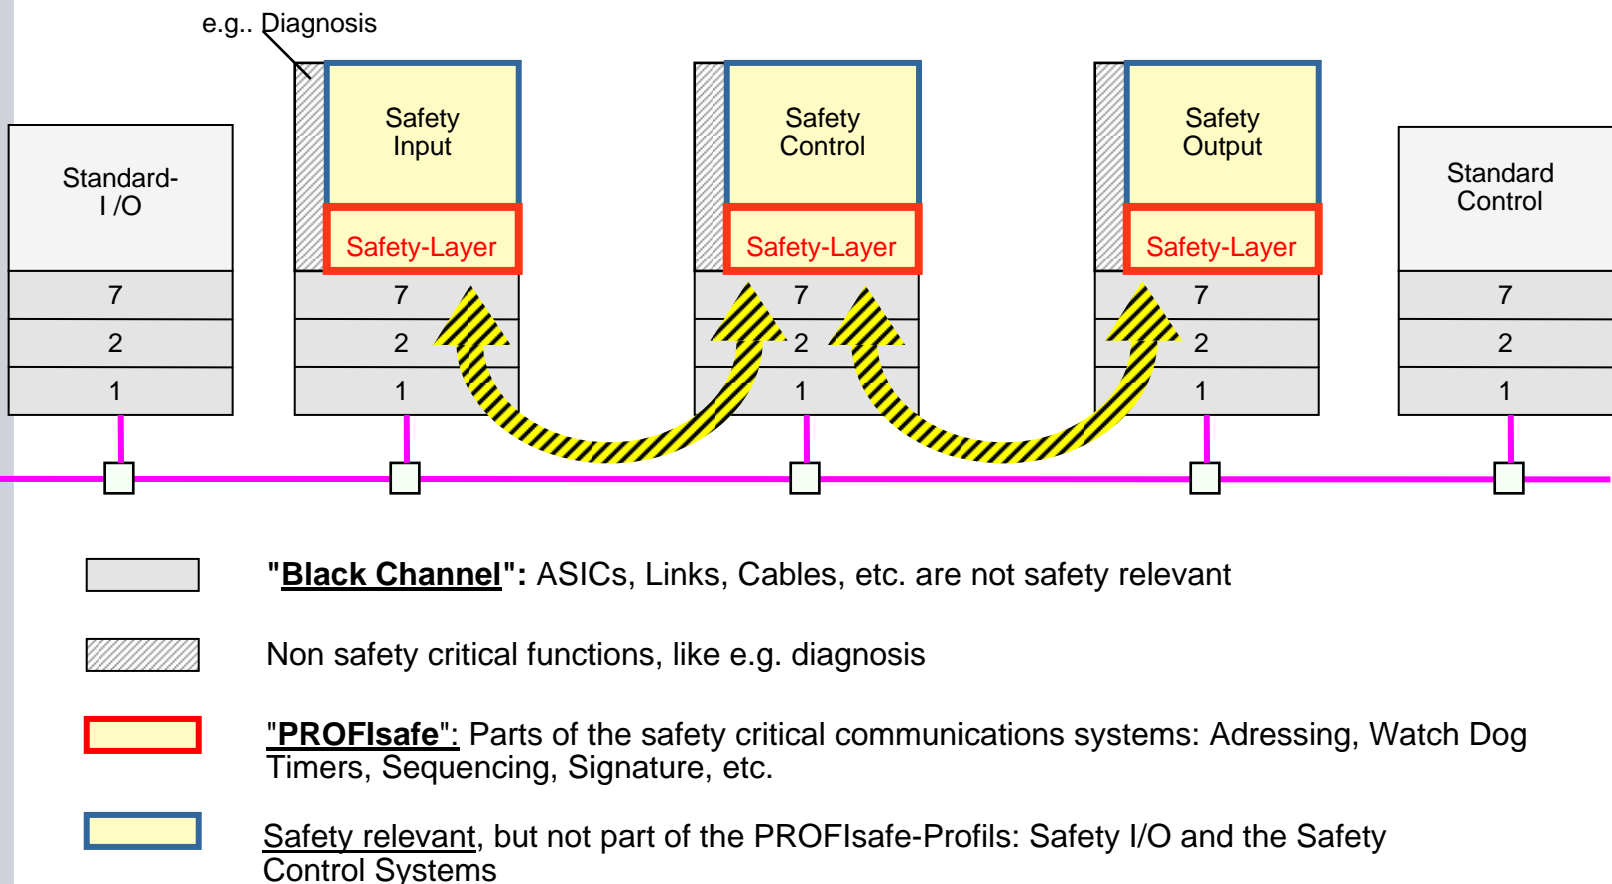 e.g.. Diagnosis
Safety
Input
Safety
Control
Safety
Output
Standard-
I /O
Standard
Control
Safety-Layer
Safety-Layer
Safety-Layer
7
7
7
7
7
2
2
2
2
2
1
1
1
1
1
"Black Channel": ASICs, Links, Cables, etc. are not safety relevant
Non safety critical functions, like e.g. diagnosis
"PROFIsafe": Parts of the safety critical communications systems: Adressing, Watch Dog
Timers, Sequencing, Signature, etc.
Safety relevant, but not part of the PROFIsafe-Profils: Safety I/O and the Safety
Control Systems